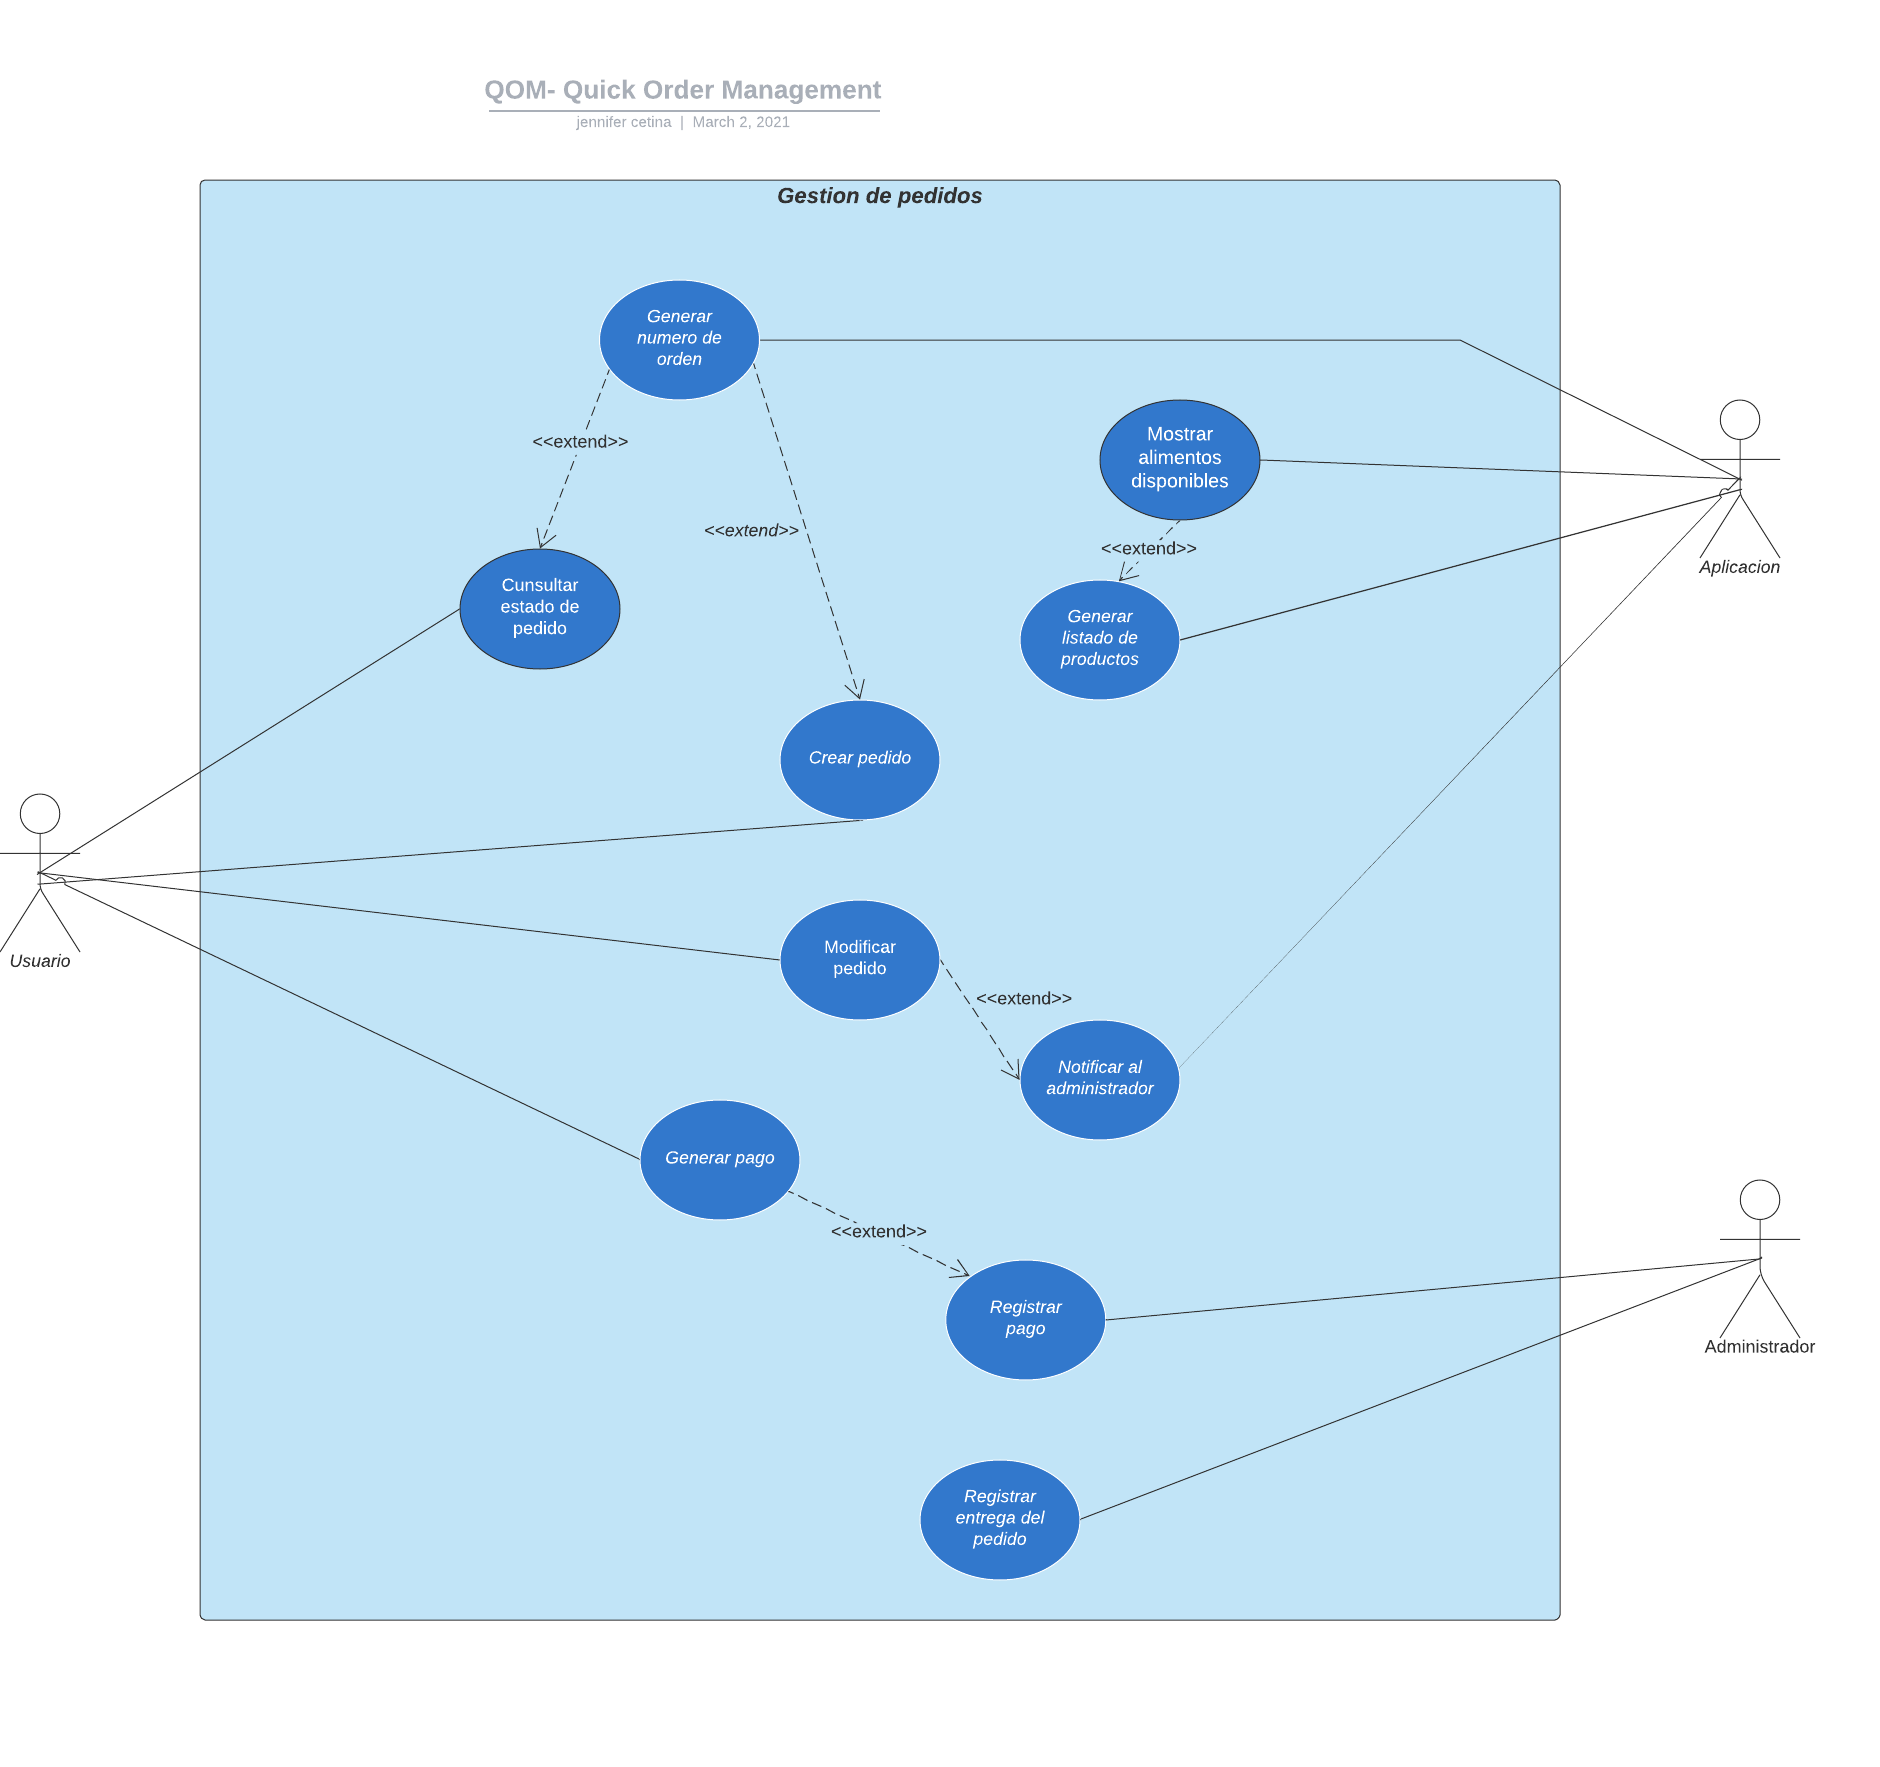 QOM- Quick Order Management
jennifer cetina | March 2, 2021
Gestion de pedidos
Generar
numero de
orden
Mostrar
alimentos
disponibles
<<extend>>
<<extend>>
<<extend>>
Aplicacion
Cunsultar
estado de
pedido
Generar
listado de
productos
Crear pedido
Usuario
Modificar
pedido
<<extend>>
Notificar al
administrador
Generar pago
<<extend>>
Registrar
pago
Administrador
Registrar
entrega del
pedido